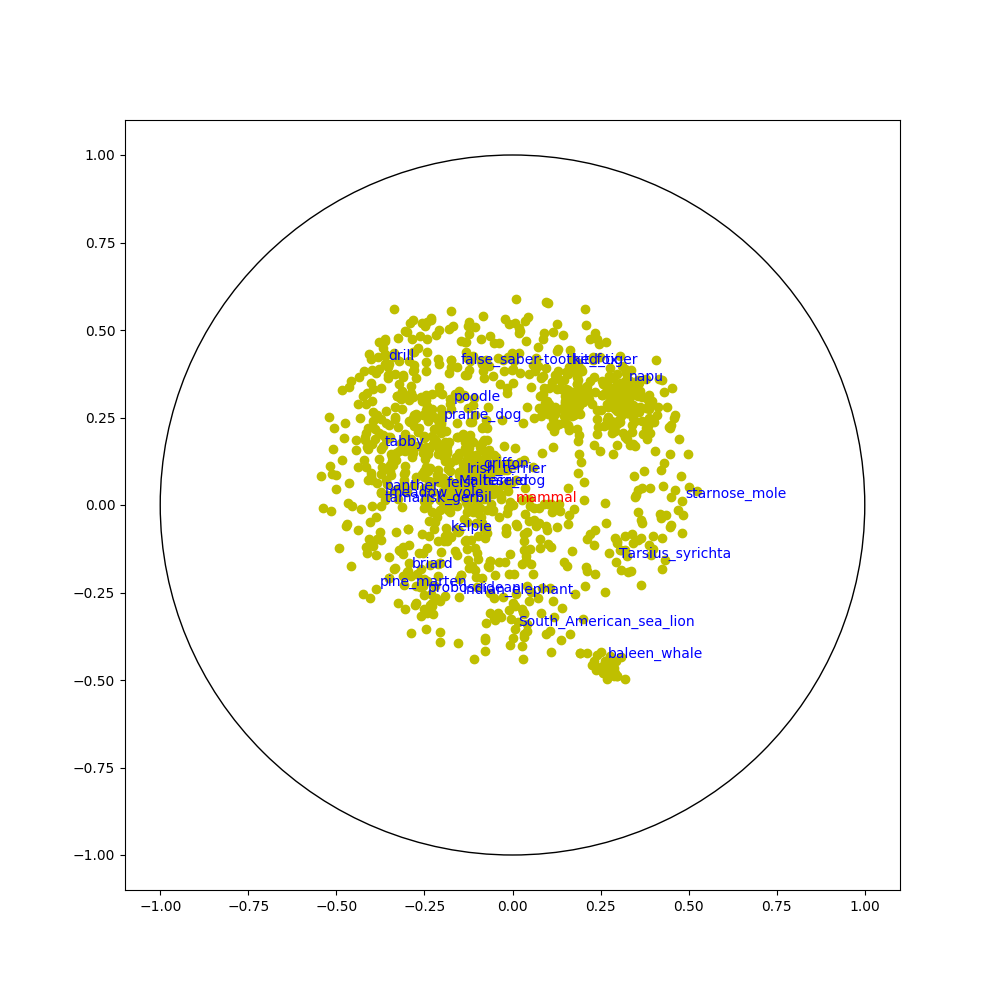 1.00
0.75
0.50
drill
false_saber-toothed_tiger
kit_fox
napu
poodle
0.25
prairie_dog
tabby
griffon
Irish_terrier
panther
feist
Maltese_dog
harrier
meadow_vole
starnose_mole
0.00
tamarisk_gerbil
mammal
kelpie
Tarsius_syrichta
briard
pine_marten
proboscidean
Indian_elephant
−0.25
South_American_sea_lion
baleen_whale
−0.50
−0.75
−1.00
−1.00 −0.75 −0.50 −0.25 0.00 0.25 0.50 0.75 1.00